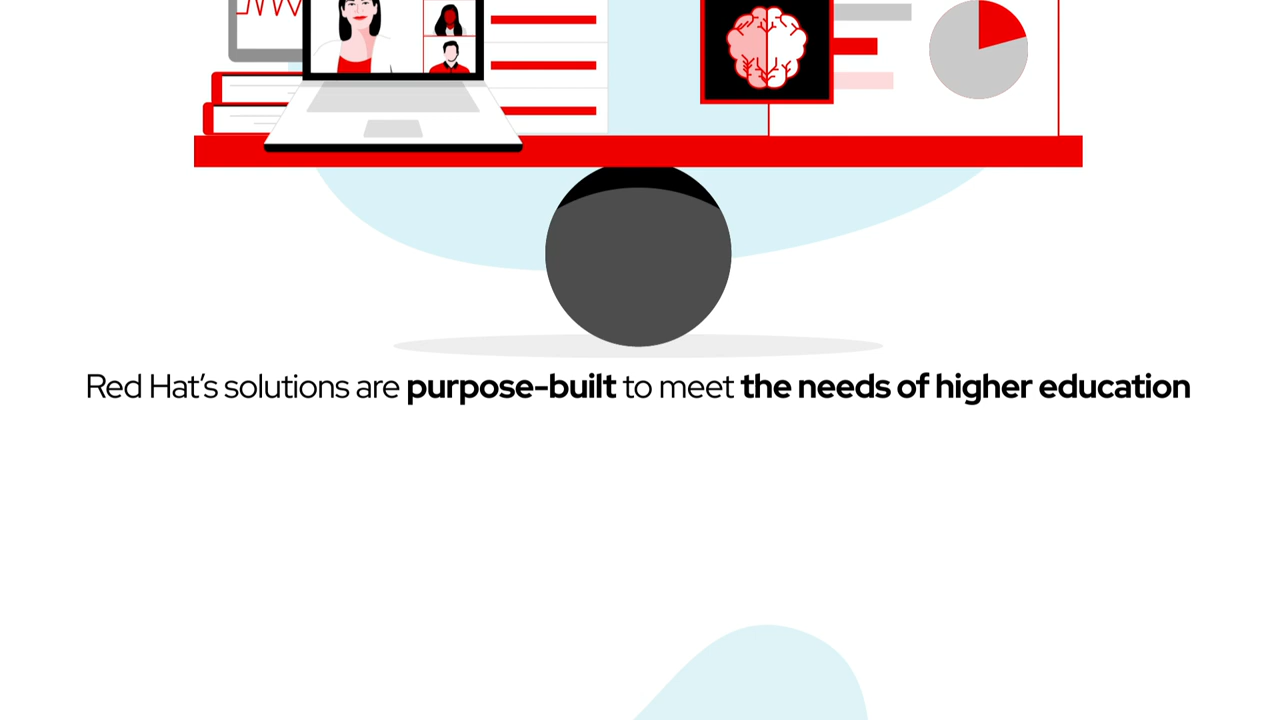 Red Hat’s solutions are purpose-built to meet the needs of higher education